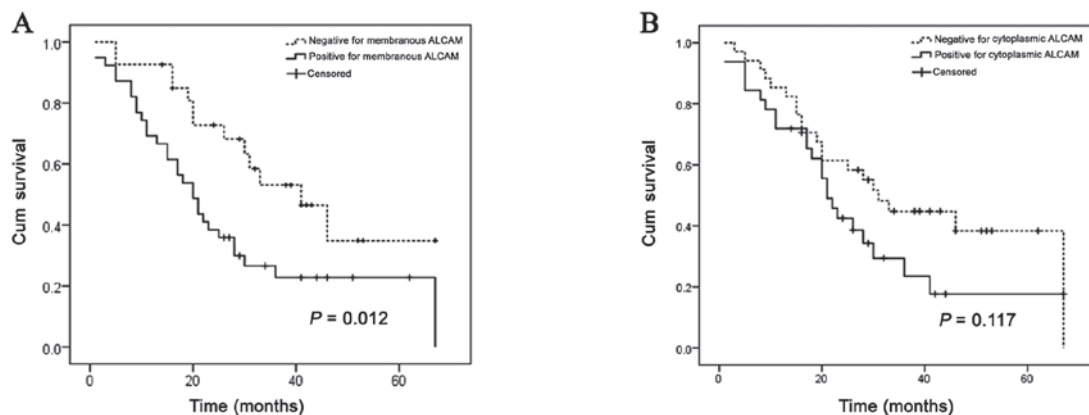 A
Negative for membranous ALCAM
Positive for membranous ALCAM
Censored
1.0
0.8
0.6
0.4
0.2
0.0
Cum survival
P = 0.012
0
20
40
60
Time (months)
B
Negative for cytoplasmic ALCAM
Positive for cytoplasmic ALCAM
Censored
1.0
0.8
0.6
0.4
0.2
0.0
Cum survival
P = 0.117
0
20
40
60
Time (months)